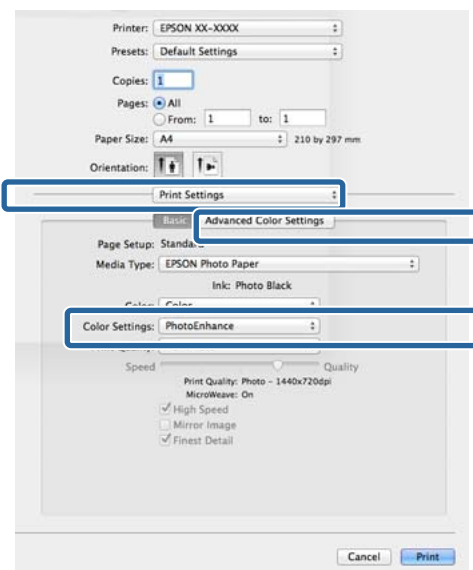 Printer: EPSON XX-XXXX
Presets: Default Settings
Copies: 1
Pages: All
From: 1 to: 1
Paper Size: A4 210 by 297 mm
Orientation:
Print Settings
Basic Advanced Color Settings
Page Setup: Standard
Media Type: EPSON Photo Paper
Ink: Photo Black
Color: Color
Color Settings: PhotoEnhance
Speed Quality
Print Quality: Photo - 1440x720dpi
MicroWeave: On
High Speed
Mirror Image
Finest Detail
Cancel Print